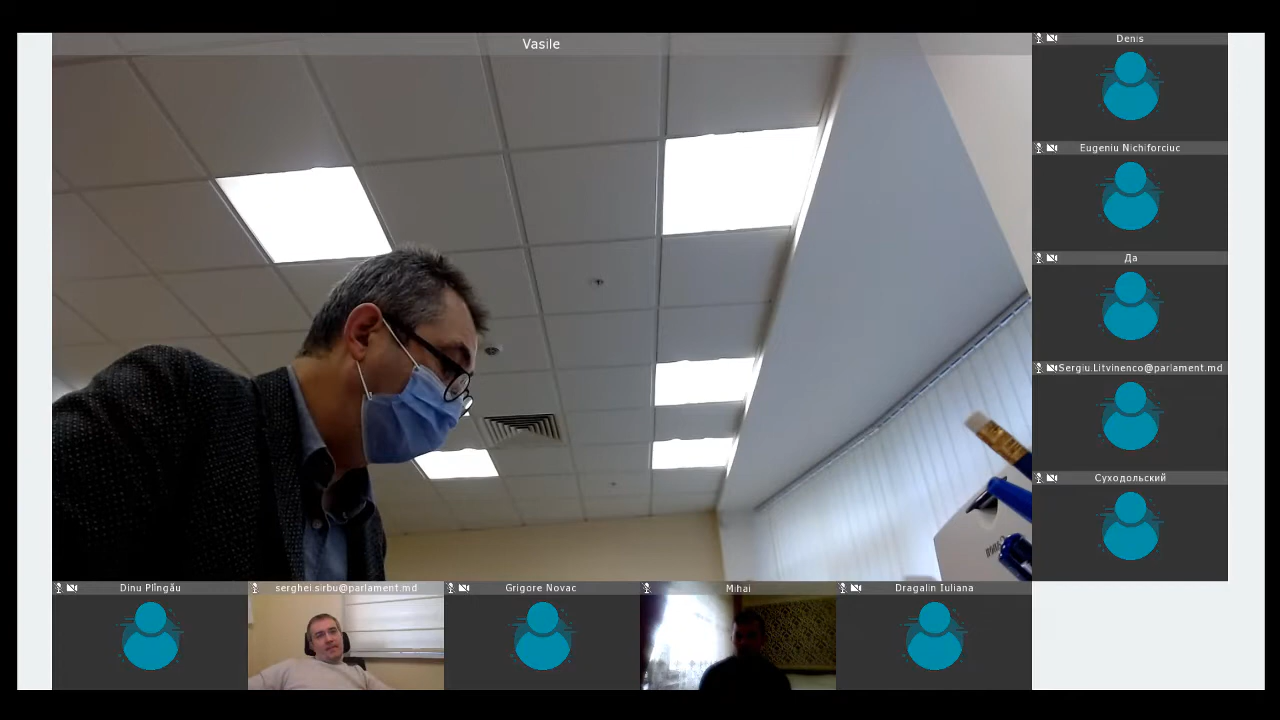 Vasile
Denis
Eugeniu Nichiforciuc
Да
Sergiu.Litvinenco@parlament.md
Суходольский
Dinu Plîngău
serghei sirbu@parlament.md
Grigore Novac
Mihai
Dragalin Iuliana